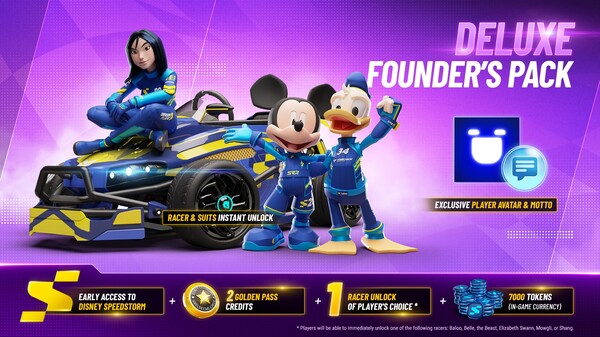 DELUXE
FOUNDER'S PACK
34
* RACER & SUITS INSTANT UNLOCK
EXCLUSIVE PLAYER AVATAR & MOTTO
EARLY ACCESS TO
DISNEY SPEEDSTORM
+
2 GOLDEN PASS
CREDITS
+
1 RACER UNLOCK
OF PLAYER'S CHOICE *
+
7000 TOKENS
(IN-GAME CURRENCY)
* Players will be able to immediately unlock one of the following racers: Baloo, Belle, the Beast, Elizabeth Swann, Mowgli, or Shang.